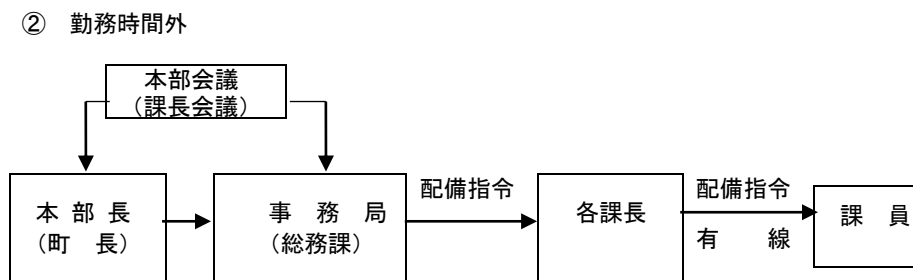 ② 勤務時間外
本部会議
（課長会議）
本 部 長
（町 長）
事 務 局
（総務課）
配備指令
各課長
配備指令
有 線
課 員